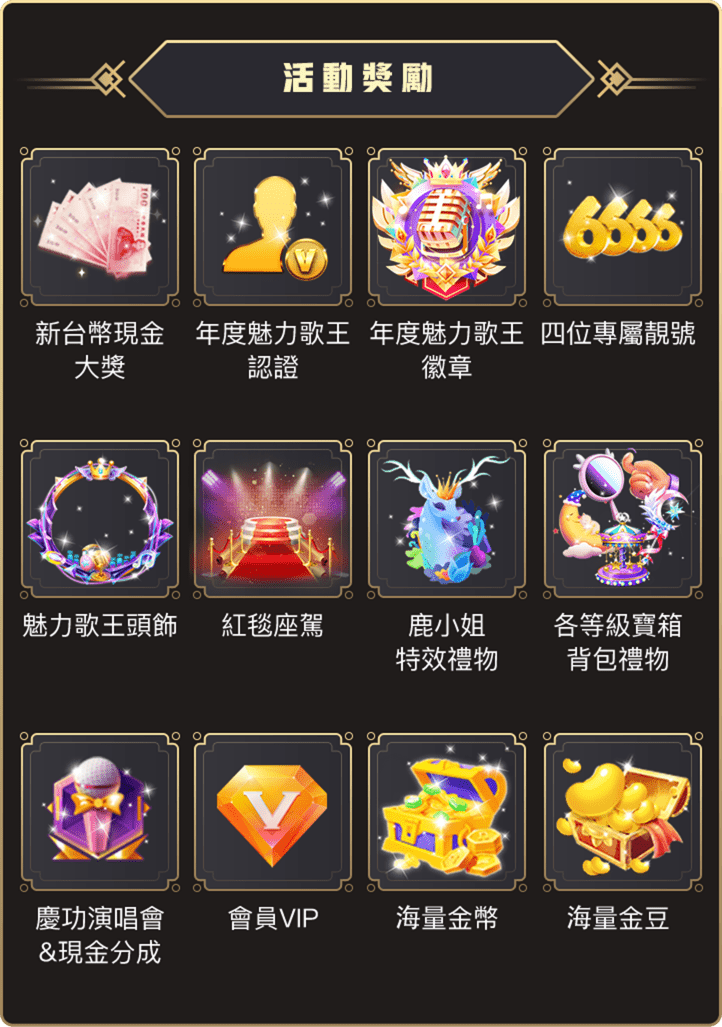 活動獎勵
100
V
6666
新台幣現金
大獎
年度魅力歌王
認證
年度魅力歌王
徽章
四位專屬靚號
魅力歌王頭飾
紅毯座駕
鹿小姐
特效禮物
各等級寶箱
背包禮物
V
慶功演唱會
&現金分成
會員VIP
海量金幣
海量金豆